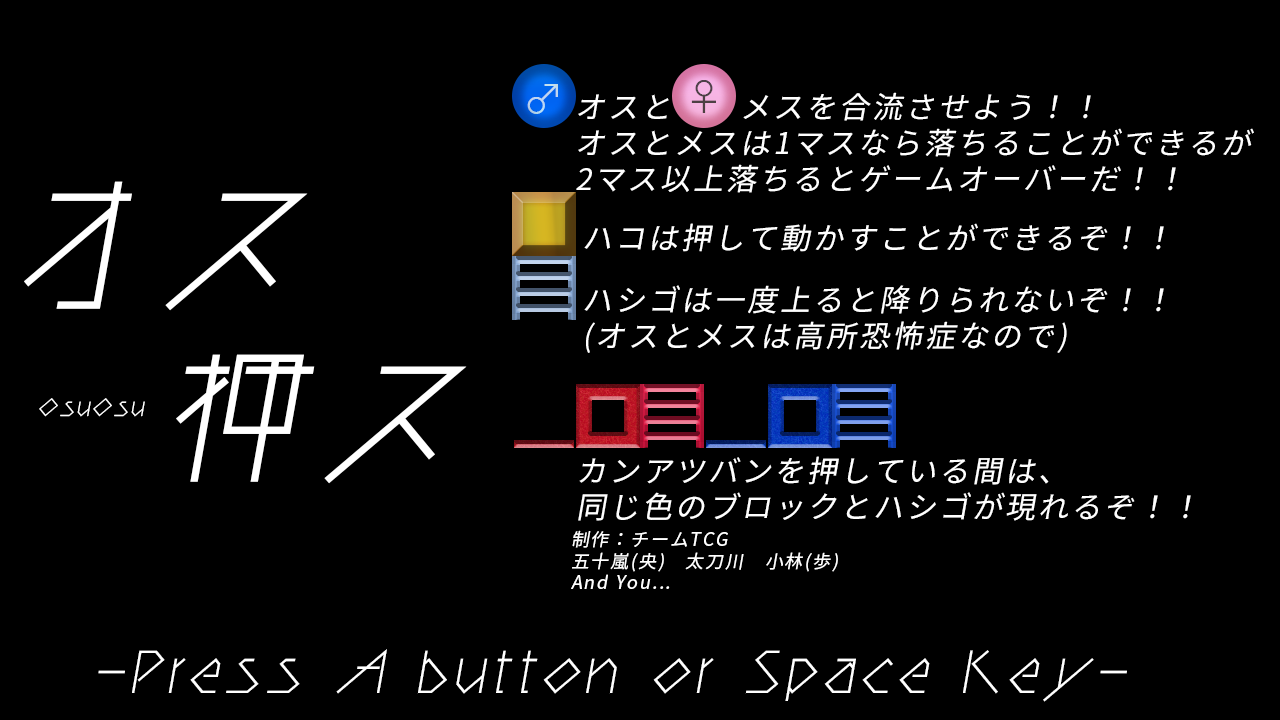 オス
押ス
osuosu
♂オスと♀メスを合流させよう！！
オスとメスは1マスなら落ちることができるが
2マス以上落ちるとゲームオーバーだ！！
ハコは押して動かすことができるぞ！！
ハシゴは一度上ると降りられないぞ！！
(オスとメスは高所恐怖症なので)
カンアツバンを押している間は、
同じ色のブロックとハシゴが現れるぞ！！
制作：チームTCG
五十嵐(央)　太刀川　小林(歩)
And You...
-Press A button or Space Key-